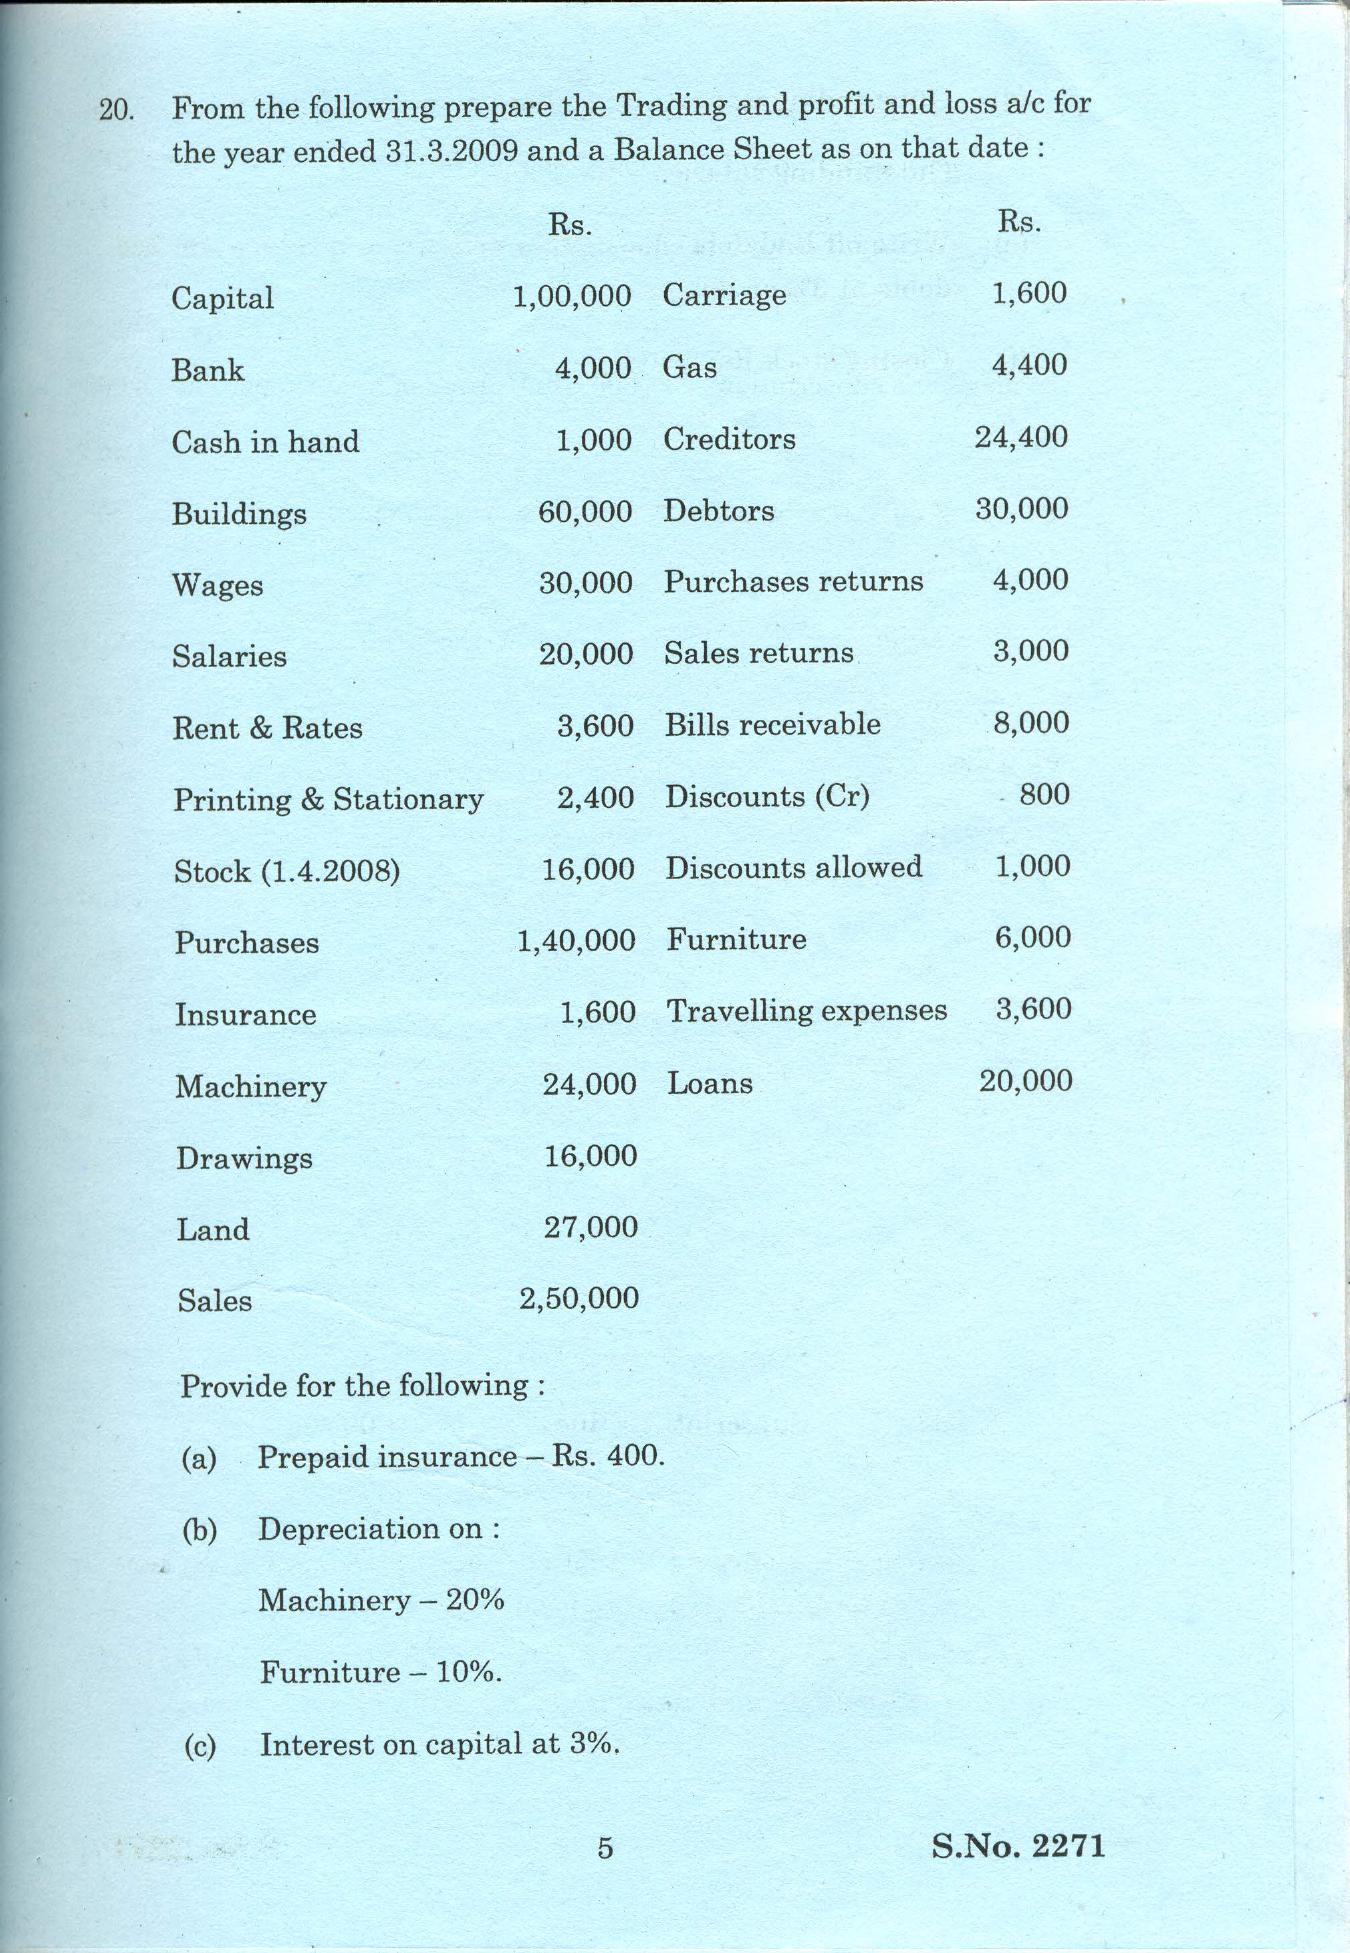 20. From the following prepare the Trading and profit and loss a/c for
the year ended 31.3.2009 and a Balance Sheet as on that date :
Rs. Rs.
Capital 1,00,000 Carriage 1,600
Bank 4,000 Gas 4,400
Cash in hand 1,000 Creditors 24,400
Buildings 60,000 Debtors 30,000
Wages 30,000 Purchases returns 4,000
Salaries 20,000 Sales returns 3,000
Rent & Rates 3,600 Bills receivable 8,000
Printing & Stationary 2,400 Discounts (Cr) 800
Stock (1.4.2008) 16,000 Discounts allowed 1,000
Purchases 1,40,000 Furniture 6,000
Insurance 1,600 Travelling expenses 3,600
Machinery 24,000 Loans 20,000
Drawings 16,000
Land 27,000
Sales 2,50,000
Provide for the following :
(a) Prepaid insurance – Rs. 400.
(b) Depreciation on :
Machinery – 20%
Furniture – 10%.
(c) Interest on capital at 3%.
5 S.No. 2271